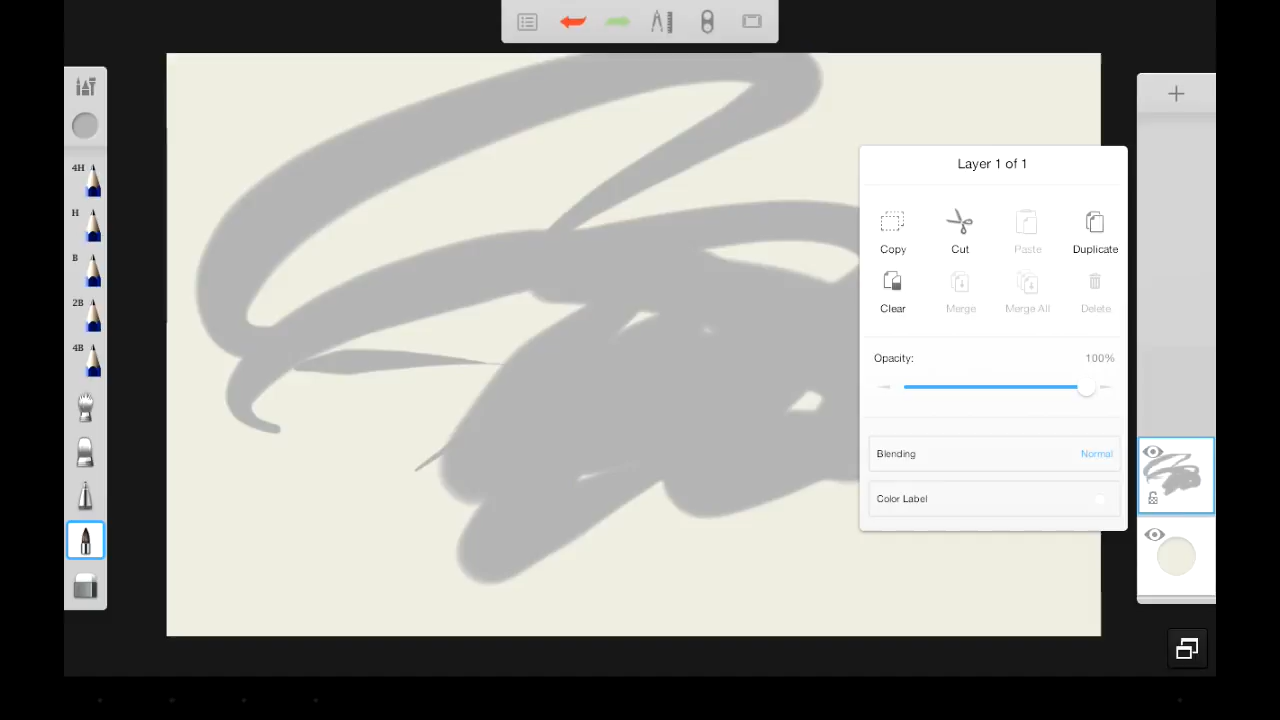 4H
H
B
2B
4B
Layer 1 of 1
Copy Cut Paste Duplicate
Clear Merge Merge All Delete
Opacity: 100%
Blending Normal
Color Label